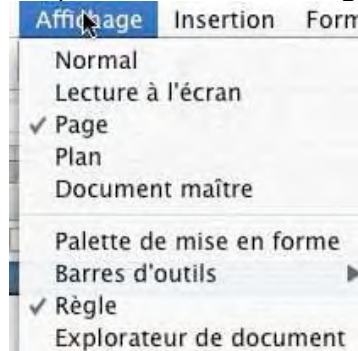 Affichage Insertion Form
Normal
Lecture à l'écran
✓ Page
Plan
Document maître
Palette de mise en forme
Barres d'outils
✓ Règle
Explorateur de document